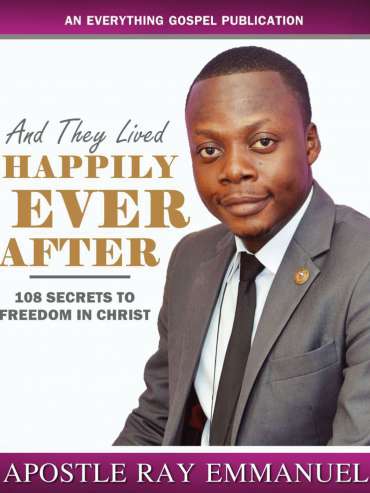 AN EVERYTHING GOSPEL PUBLICATION
And They Lived
HAPPILY
EVER
AFTER
108 SECRETS TO
FREEDOM IN CHRIST
APOSTLE RAY EMMANUEL